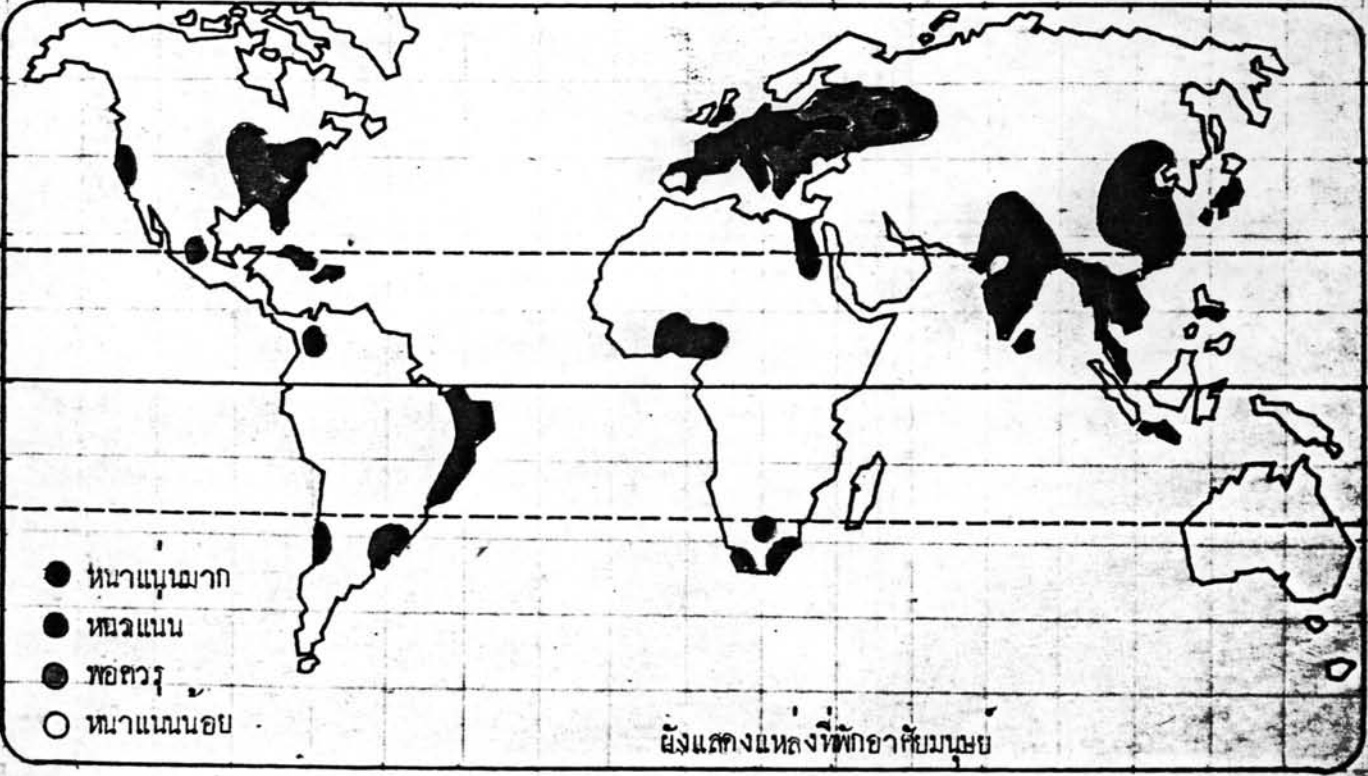 หนาแน่นมาก
หนาแนน
พอควร
หนาแนนน้อย
ผังแสดงแหล่งที่พักอาศัยมนุษย์